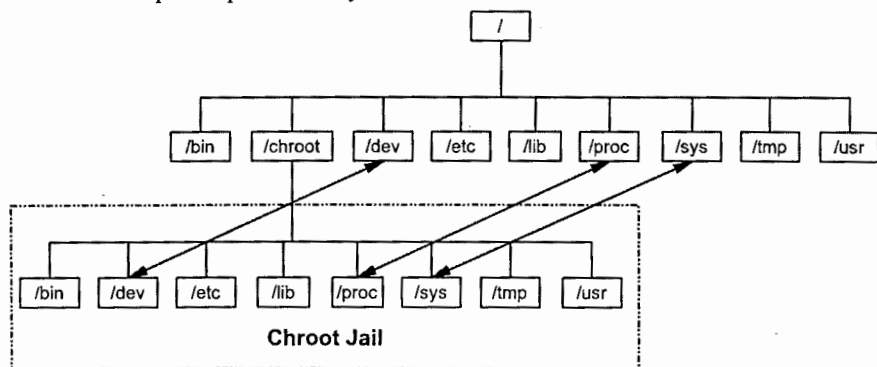 /
/bin /chroot /dev /etc /lib /proc /sys /tmp /usr
/bin /dev /etc /lib /proc /sys /tmp /usr
Chroot Jail